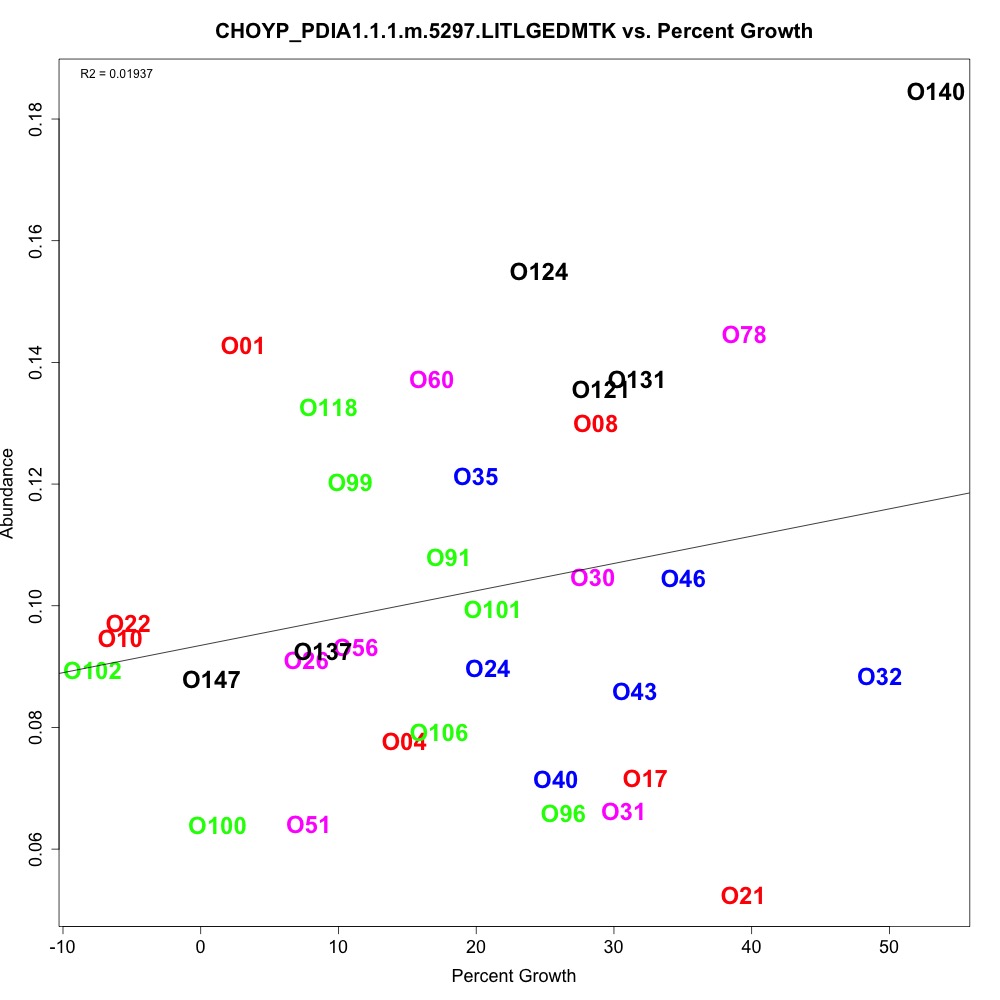 CHOYP_PDIA1.1.1.m.5297.LITLGEDMTK vs. Percent Growth
R2 = 0.01937
O140
0.18
0.16
O124
O78
O01
0.14
O60
O131
O121
O118
O08
O35
O99
0.12
Abundance
O91
O30
O46
O101
0.10
O22
O10
O56
O137
O26
O102
O24
O32
O147
O43
O106
O04
0.08
O40
O17
O96
O31
O100
O51
0.06
O21
-10 0 10 20 30 40 50
Percent Growth